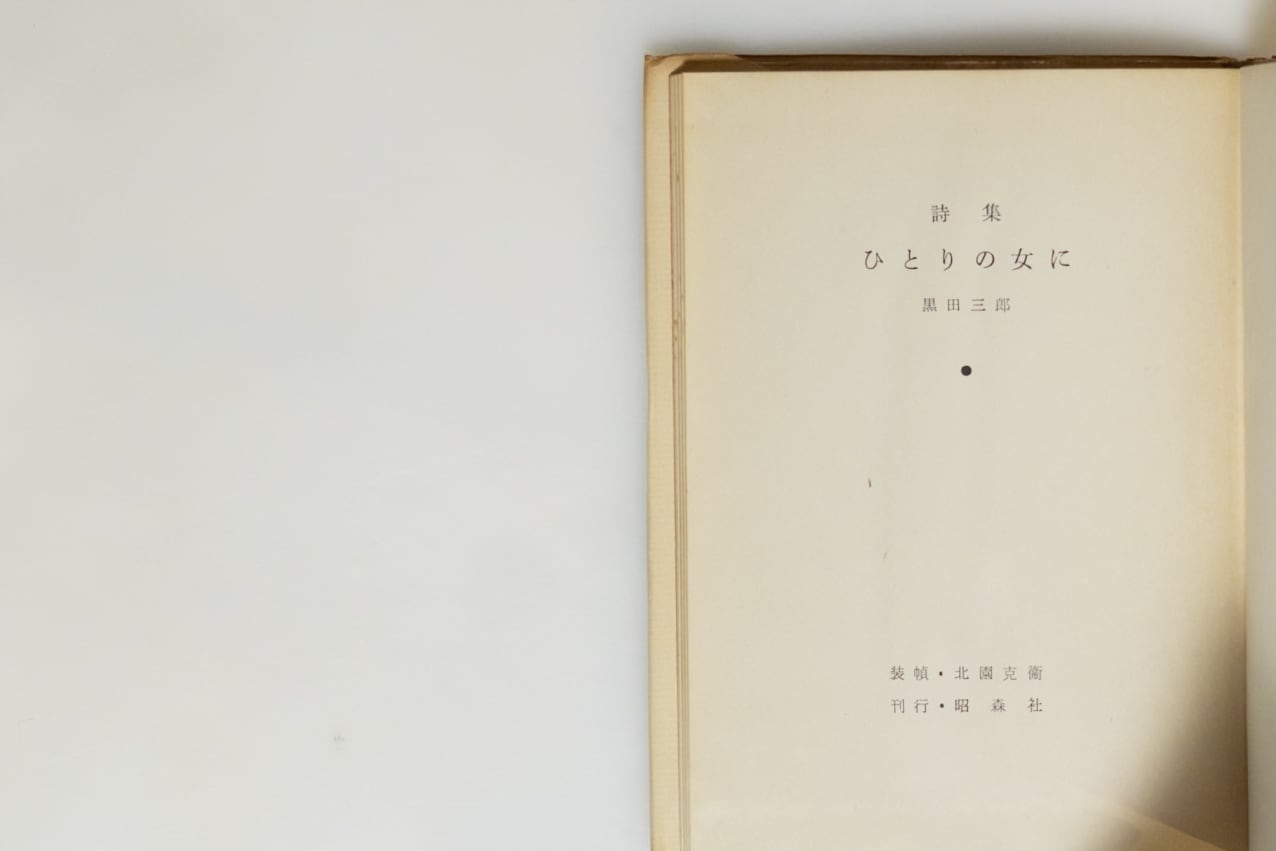 詩集
ひとりの女に
黒田三郎
●
装幀・北園克衞
刊行・昭森社